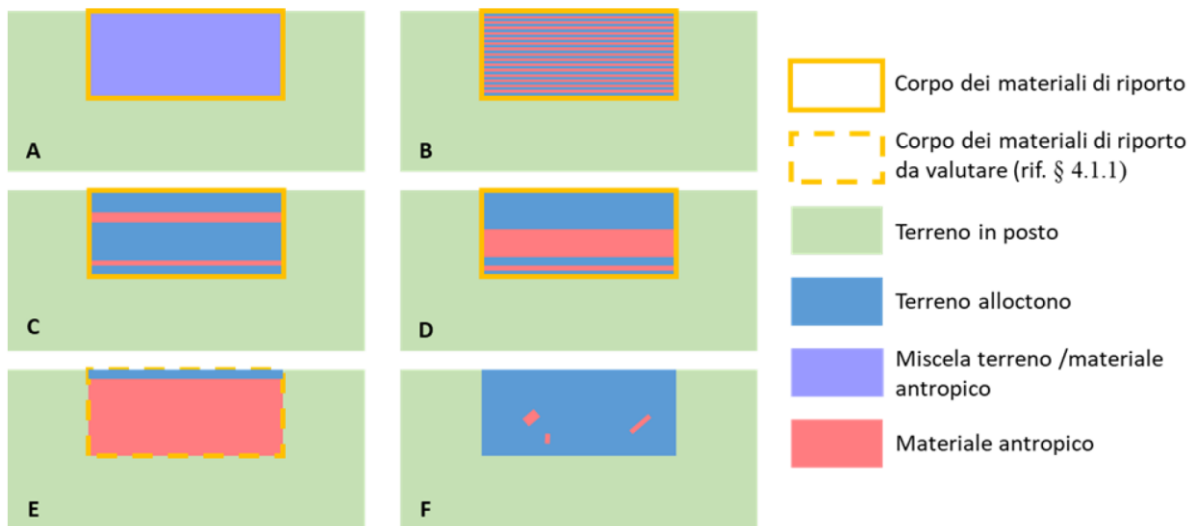 A
B
C
D
E
F
Corpo dei materiali di riporto
Corpo dei materiali di riporto
da valutare (rif. § 4.1.1)
Terreno in posto
Terreno alloctono
Miscela terreno /materiale
antropico
Materiale antropico